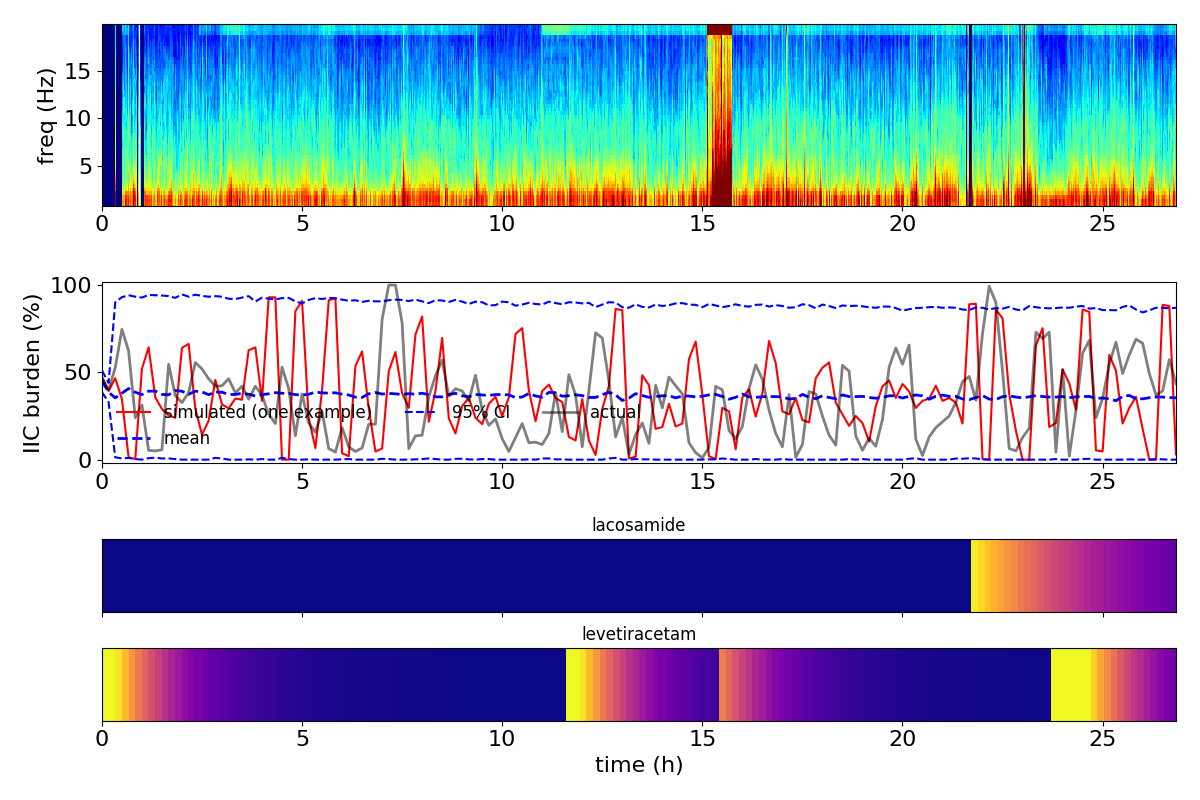 freq (Hz)
15
10
5
0 5 10 15 20 25
IIC burden (%)
100
50
0
simulated (one example) 95% CI actual
mean
0 5 10 15 20 25
lacosamide
levetiracetam
0 5 10 15 20 25
time (h)